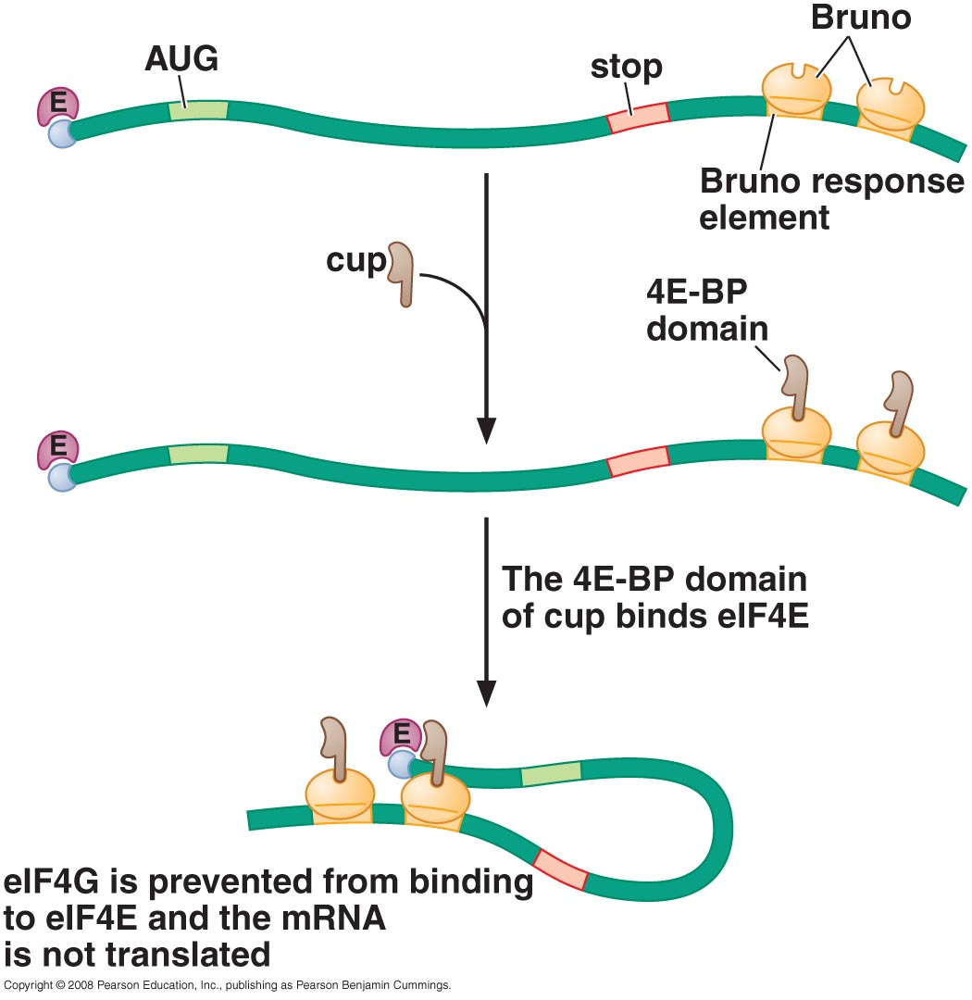 Bruno
AUG
stop
E
Bruno response
element
cup
4E-BP
domain
E
The 4E-BP domain
of cup binds eIF4E
E
eIF4G is prevented from binding
to eIF4E and the mRNA
is not translated
Copyright © 2008 Pearson Education, Inc., publishing as Pearson Benjamin Cummings.